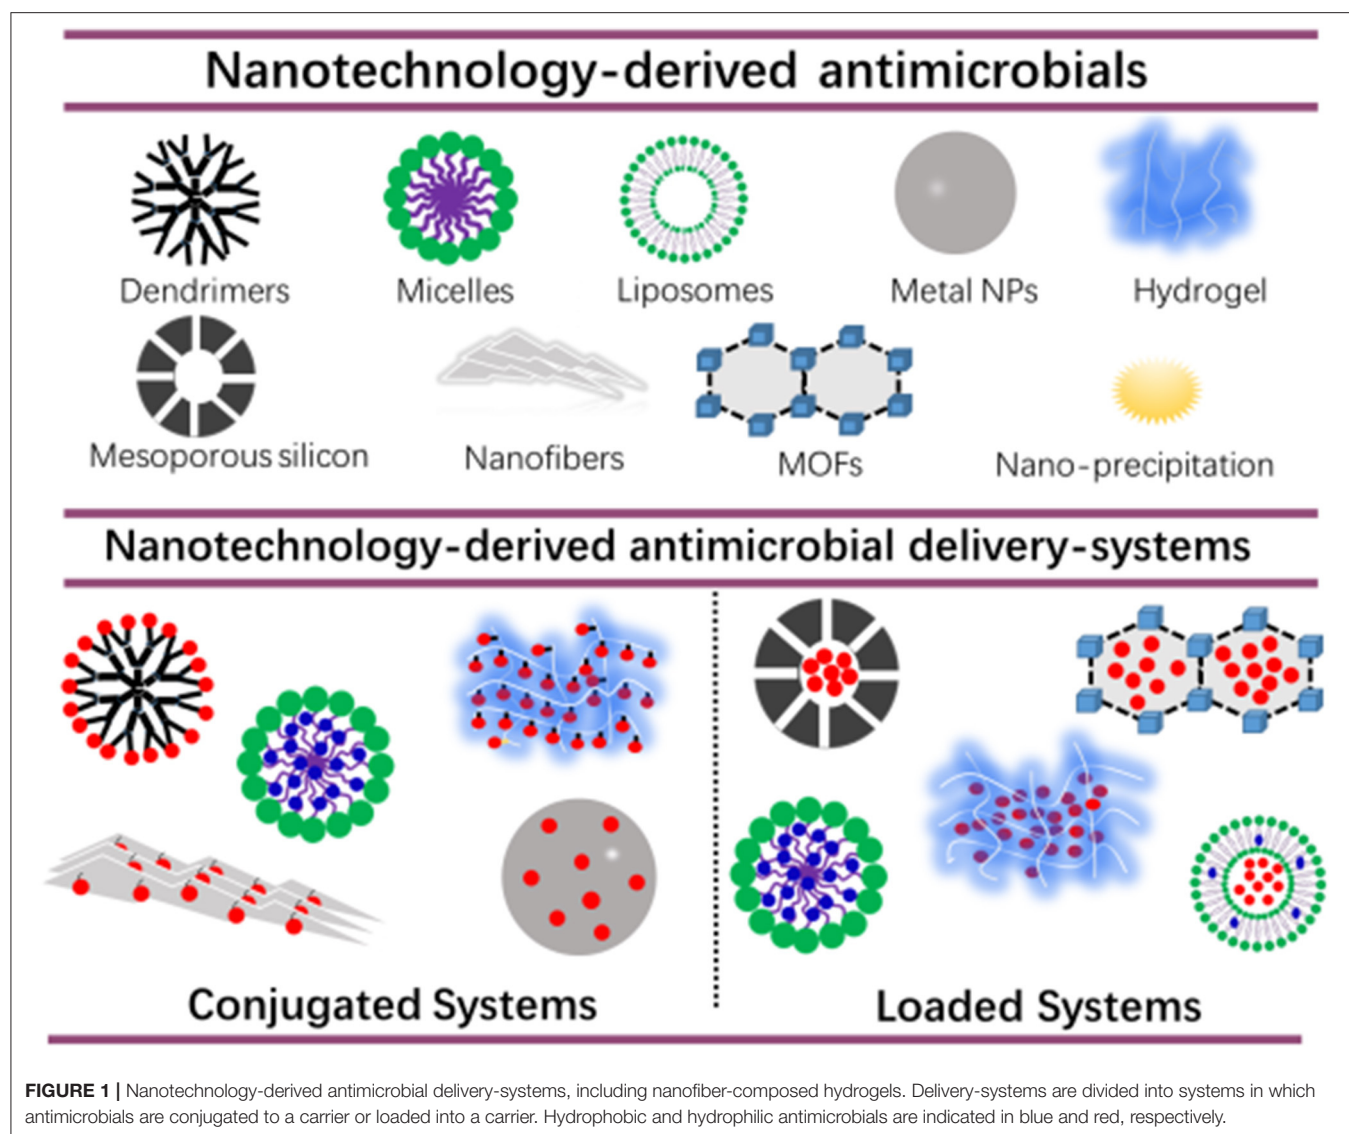 Nanotechnology-derived antimicrobials
Dendrimers Micelles Liposomes Metal NPs Hydrogel
Mesoporous silicon Nanofibers MOFs Nano-precipitation
Nanotechnology-derived antimicrobial delivery-systems
Conjugated Systems Loaded Systems
FIGURE 1 | Nanotechnology-derived antimicrobial delivery-systems, including nanofiber-composed hydrogels. Delivery-systems are divided into systems in which
antimicrobials are conjugated to a carrier or loaded into a carrier. Hydrophobic and hydrophilic antimicrobials are indicated in blue and red, respectively.